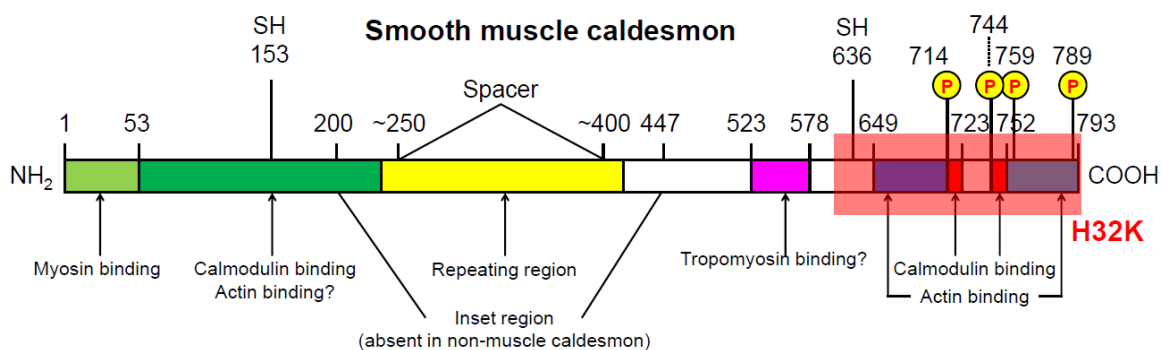 Smooth muscle caldesmon
SH
153
SH
636
714
744
759
789
P
P
P
P
Spacer
1
53
200
~250
~400
447
523
578
649
723
752
793
NH₂
COOH
H32K
Myosin binding
Calmodulin binding
Actin binding?
Repeating region
Tropomyosin binding?
Calmodulin binding
Actin binding
Inset region
(absent in non-muscle caldesmon)